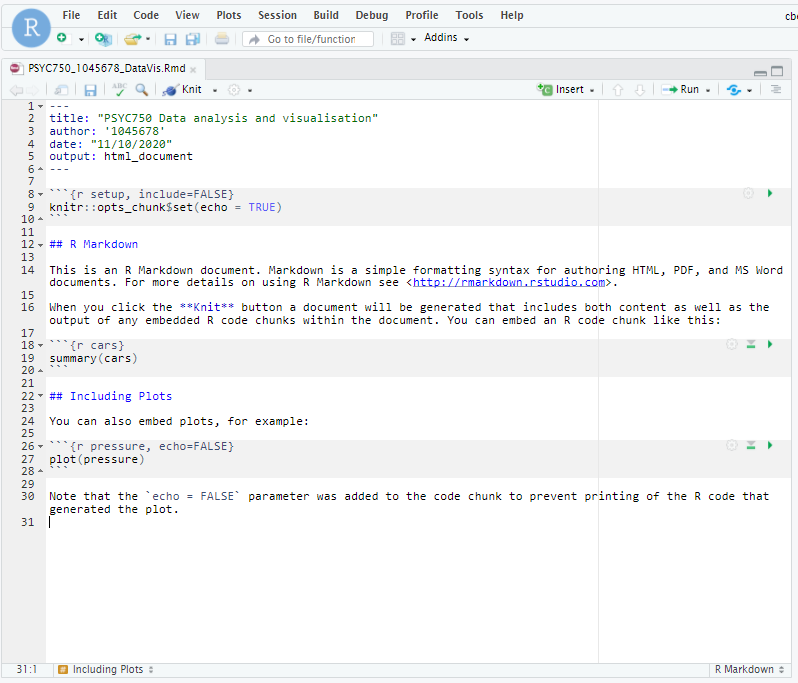 File Edit Code View Plots Session Build Debug Profile Tools Help
cb
R
Go to file/function Addins
PSYC750_1045678_DataVis.Rmd
ABC Knit Insert Run
1 ---
2 title: "PSYC750 Data analysis and visualisation"
3 author: '1045678'
4 date: "11/10/2020"
5 output: html_document
6 ---
7
8 ```{r setup, include=FALSE}
9 knitr::opts_chunk$set(echo = TRUE)
10 ```
11
12 ## R Markdown
13
14 This is an R Markdown document. Markdown is a simple formatting syntax for authoring HTML, PDF, and MS Word
documents. For more details on using R Markdown see <http://rmarkdown.rstudio.com>.
15
16 When you click the **Knit** button a document will be generated that includes both content as well as the
output of any embedded R code chunks within the document. You can embed an R code chunk like this:
17
18 ```{r cars}
19 summary(cars)
20 ```
21
22 ## Including Plots
23
24 You can also embed plots, for example:
25
26 ```{r pressure, echo=FALSE}
27 plot(pressure)
28 ```
29
30 Note that the `echo = FALSE` parameter was added to the code chunk to prevent printing of the R code that
generated the plot.
31
31:1 # Including Plots R Markdown